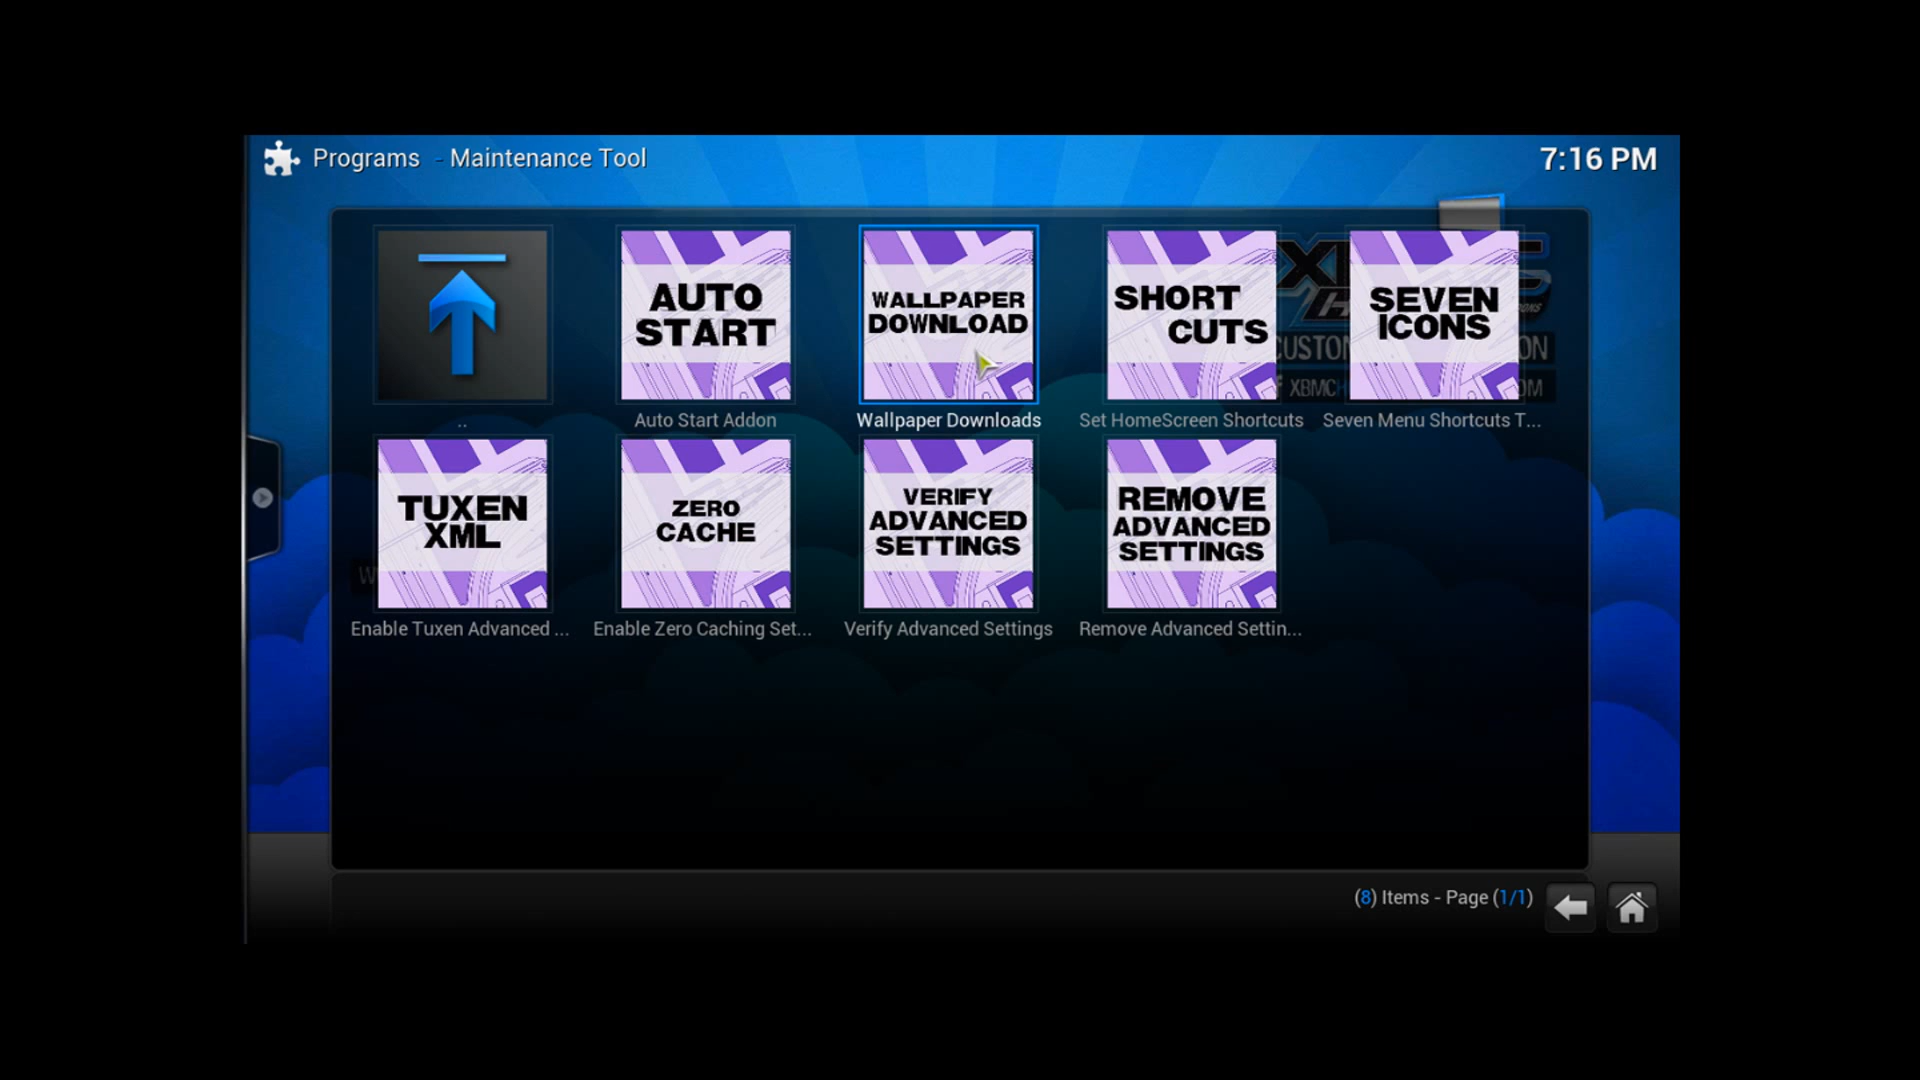 Programs - Maintenance Tool
7:16 PM
AUTO
START
WALLPAPER
DOWNLOAD
SHORT
CUTS
SEVEN
ICONS
..
Auto Start Addon
Wallpaper Downloads
Set HomeScreen Shortcuts
Seven Menu Shortcuts T...
TUXEN
XML
ZERO
CACHE
VERIFY
ADVANCED
SETTINGS
REMOVE
ADVANCED
SETTINGS
Enable Tuxen Advanced ...
Enable Zero Caching Set...
Verify Advanced Settings
Remove Advanced Settin...
(8) Items - Page (1/1)